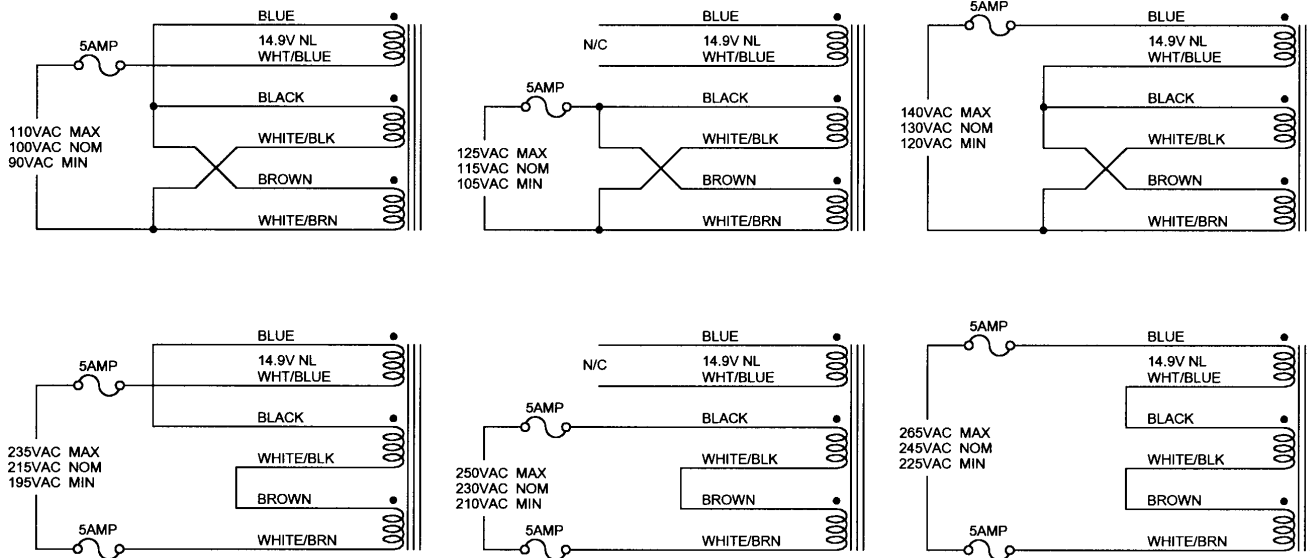 BLUE
5AMP
14.9V NL
WHT/BLUE
BLACK
110VAC MAX
100VAC NOM
90VAC MIN
WHITE/BLK
BROWN
WHITE/BRN
BLUE
N/C
14.9V NL
WHT/BLUE
5AMP
BLACK
125VAC MAX
115VAC NOM
105VAC MIN
WHITE/BLK
BROWN
WHITE/BRN
5AMP
BLUE
14.9V NL
WHT/BLUE
BLACK
140VAC MAX
130VAC NOM
120VAC MIN
WHITE/BLK
BROWN
WHITE/BRN
BLUE
5AMP
14.9V NL
WHT/BLUE
BLACK
235VAC MAX
215VAC NOM
195VAC MIN
WHITE/BLK
BROWN
5AMP
WHITE/BRN
BLUE
N/C
14.9V NL
WHT/BLUE
5AMP
BLACK
250VAC MAX
230VAC NOM
210VAC MIN
WHITE/BLK
BROWN
5AMP
WHITE/BRN
5AMP
BLUE
14.9V NL
WHT/BLUE
BLACK
265VAC MAX
245VAC NOM
225VAC MIN
WHITE/BLK
BROWN
5AMP
WHITE/BRN